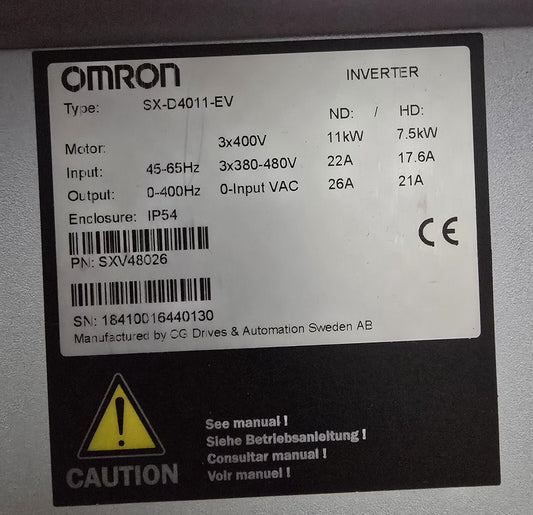 OMRON INVERTER
Type: SX-D4011-EV
ND: / HD:
Motor: 3x400V 11kW 7.5kW
Input: 45-65Hz 3x380-480V 22A 17.6A
Output: 0-400Hz 0-Input VAC 26A 21A
Enclosure: IP54
CE
PN: SXV48026
SN: 18410016440130
Manufactured by CG Drives & Automation Sweden AB
See manual !
Siehe Betriebsanleitung !
Consultar manual !
Voir manuel !
CAUTION